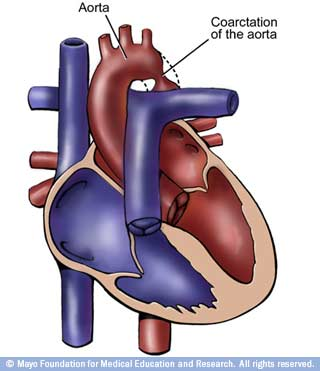 Aorta
Coarctation
of the aorta
© Mayo Foundation for Medical Education and Research. All rights reserved.